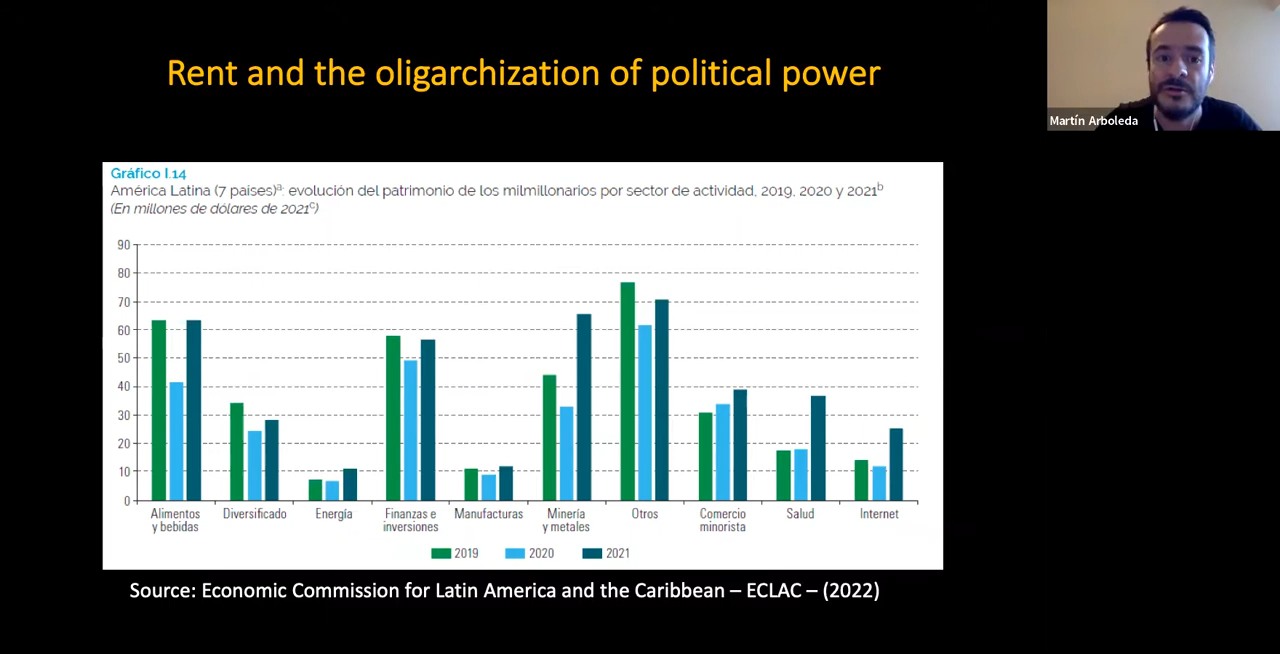 Rent and the oligarchization of political power
Martín Arboleda
Gráfico I.14
América Latina (7 países)ª: evolución del patrimonio de los milmillonarios por sector de actividad, 2019, 2020 y 2021ᵇ
(En millones de dólares de 2021ᶜ)
90
80
70
60
50
40
30
20
10
0
Alimentos y bebidas
Diversificado
Energía
Finanzas e inversiones
Manufacturas
Minería y metales
Otros
Comercio minorista
Salud
Internet
2019 2020 2021
Source: Economic Commission for Latin America and the Caribbean – ECLAC – (2022)